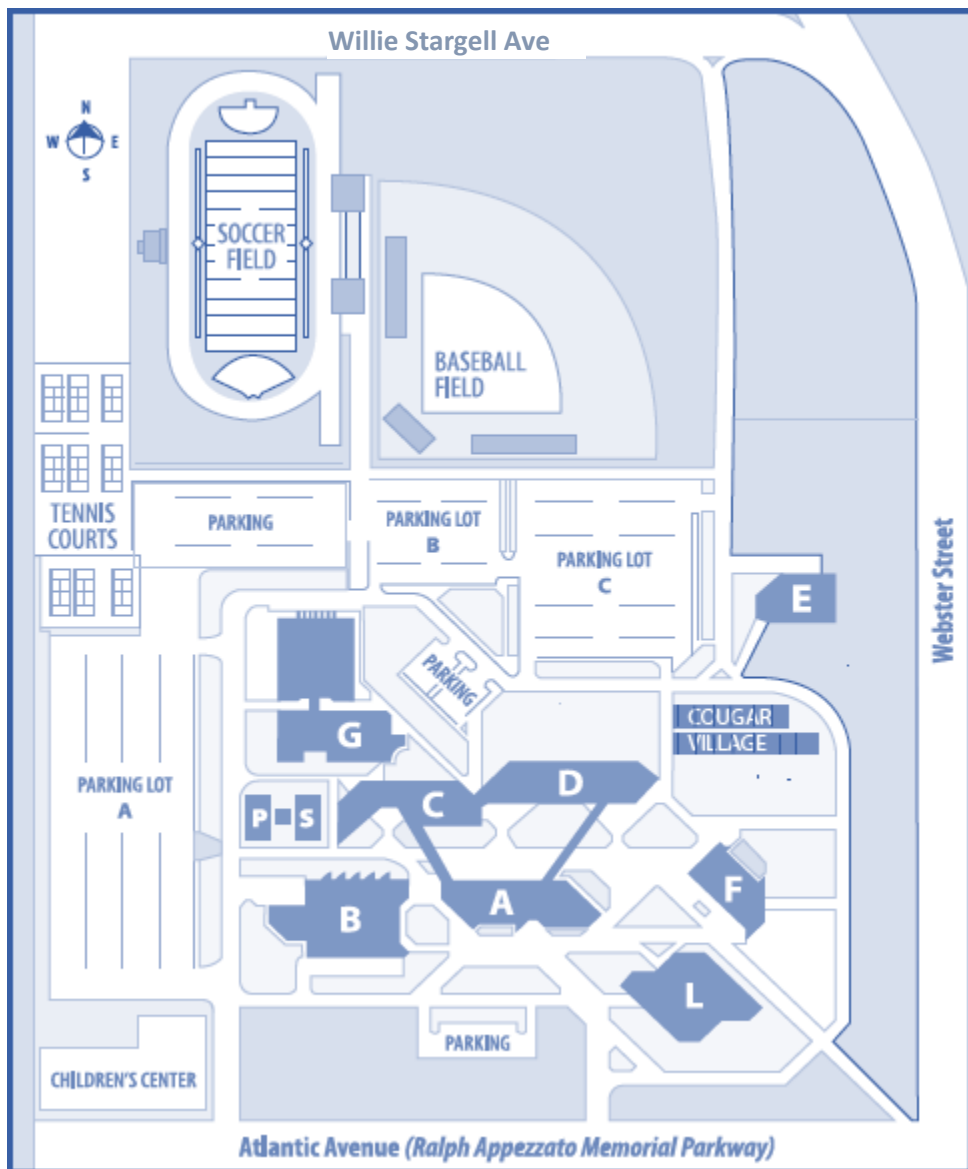 Willie Stargell Ave
N
W E
S
SOCCER
FIELD
BASEBALL
FIELD
TENNIS
COURTS
PARKING
PARKING LOT
B
PARKING LOT
C
E
Webster Street
PARKING
COUGAR
VILLAGE
G
PARKING LOT
A
D
C
P S
F
A
B
L
PARKING
CHILDREN'S CENTER
Atlantic Avenue (Ralph Appezzato Memorial Parkway)